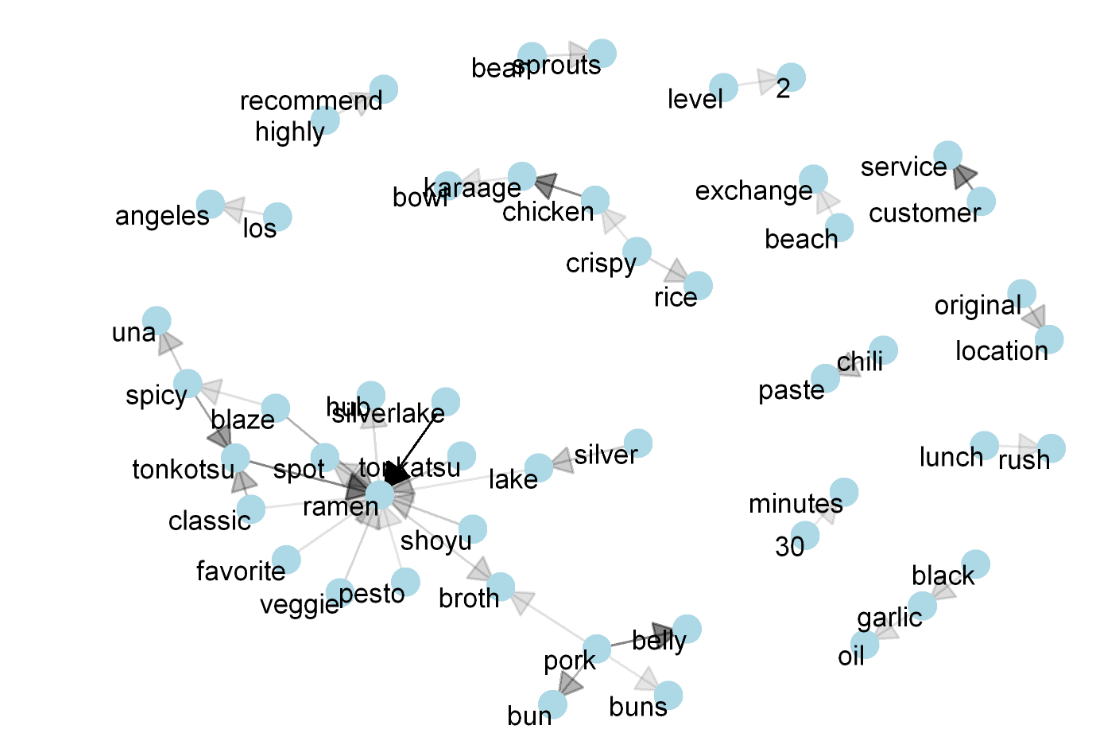 bean
sprouts
recommend
highly
level
2
service
customer
angeles
los
bowl
karaage
chicken
crispy
rice
exchange
beach
original
location
una
spicy
blaze
hub
silverlake
chili
paste
tonkotsu
spot
tonkatsu
lake
silver
lunch
rush
ramen
classic
shoyu
minutes
30
favorite
veggie
pesto
broth
black
garlic
oil
belly
pork
bun
buns